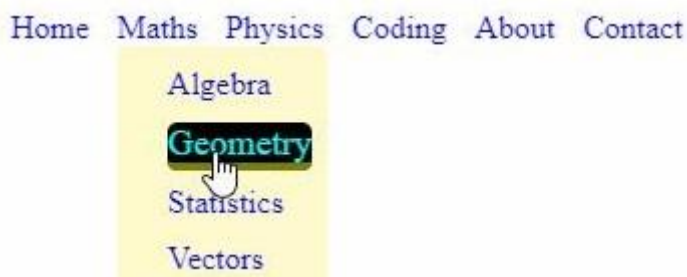 Home Maths Physics Coding About Contact
Algebra
Geometry
Statistics
Vectors